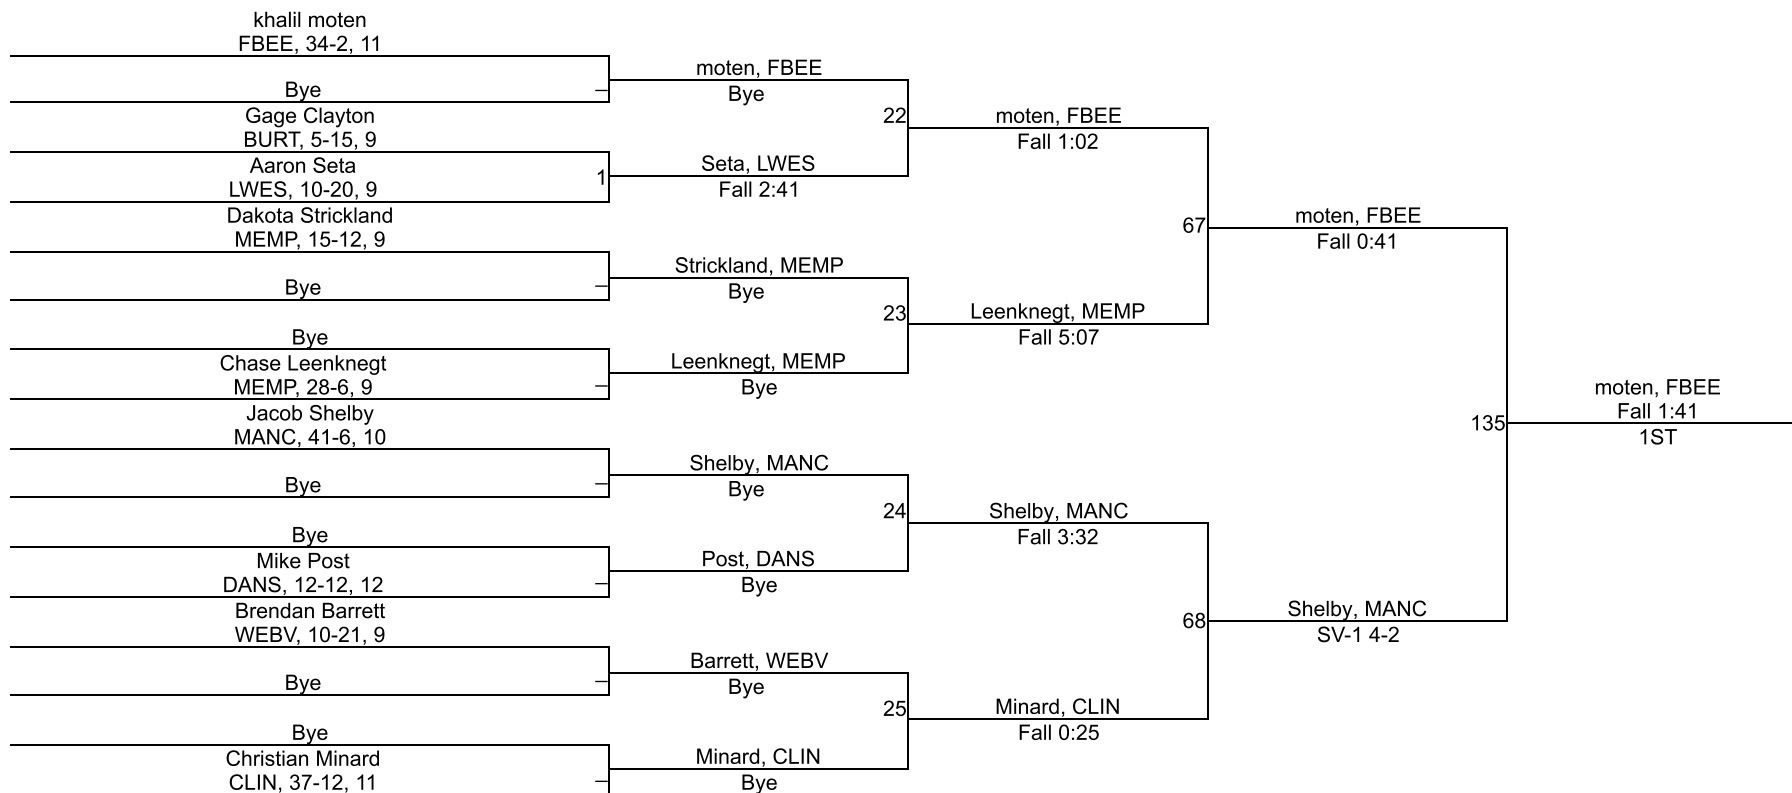 khalil moten
FBEE, 34-2, 11
Bye
Gage Clayton
BURT, 5-15, 9
Aaron Seta
LWES, 10-20, 9
Dakota Strickland
MEMP, 15-12, 9
Bye
Bye
Chase Leenknegt
MEMP, 28-6, 9
Jacob Shelby
MANC, 41-6, 10
Bye
Bye
Mike Post
DANS, 12-12, 12
Brendan Barrett
WEBV, 10-21, 9
Bye
Bye
Christian Minard
CLIN, 37-12, 11
–
1
–
–
–
–
–
–
moten, FBEE
Bye
Seta, LWES
Fall 2:41
Strickland, MEMP
Bye
Leenknegt, MEMP
Bye
Shelby, MANC
Bye
Post, DANS
Bye
Barrett, WEBV
Bye
Minard, CLIN
Bye
22
23
24
25
moten, FBEE
Fall 1:02
Leenknegt, MEMP
Fall 5:07
Shelby, MANC
Fall 3:32
Minard, CLIN
Fall 0:25
67
68
moten, FBEE
Fall 0:41
Shelby, MANC
SV-1 4-2
135
moten, FBEE
Fall 1:41
1ST